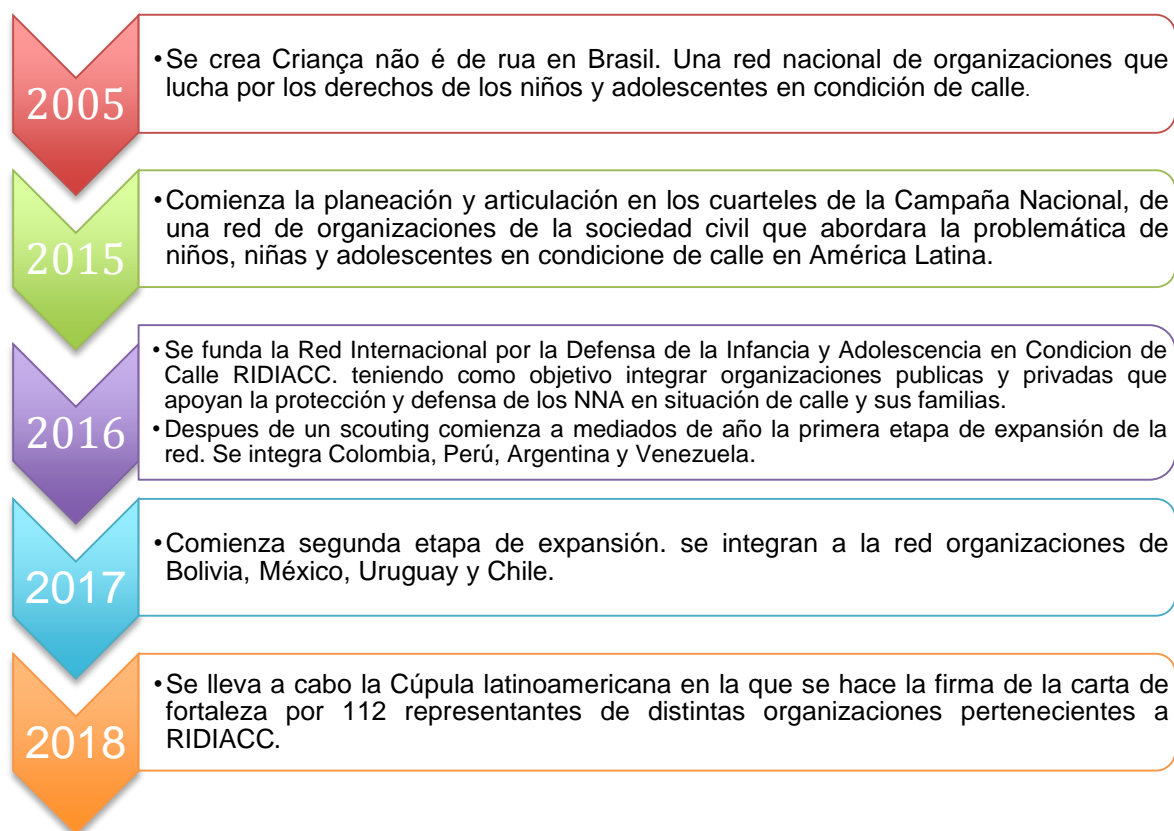 2005
•Se crea Criança não é de rua en Brasil. Una red nacional de organizaciones que
lucha por los derechos de los niños y adolescentes en condición de calle.
2015
•Comienza la planeación y articulación en los cuarteles de la Campaña Nacional, de
una red de organizaciones de la sociedad civil que abordara la problemática de
niños, niñas y adolescentes en condicione de calle en América Latina.
2016
•Se funda la Red Internacional por la Defensa de la Infancia y Adolescencia en Condicion de
Calle RIDIACC. teniendo como objetivo integrar organizaciones publicas y privadas que
apoyan la protección y defensa de los NNA en situación de calle y sus familias.
•Despues de un scouting comienza a mediados de año la primera etapa de expansión de la
red. Se integra Colombia, Perú, Argentina y Venezuela.
2017
•Comienza segunda etapa de expansión. se integran a la red organizaciones de
Bolivia, México, Uruguay y Chile.
2018
•Se lleva a cabo la Cúpula latinoamericana en la que se hace la firma de la carta de
fortaleza por 112 representantes de distintas organizaciones pertenecientes a
RIDIACC.